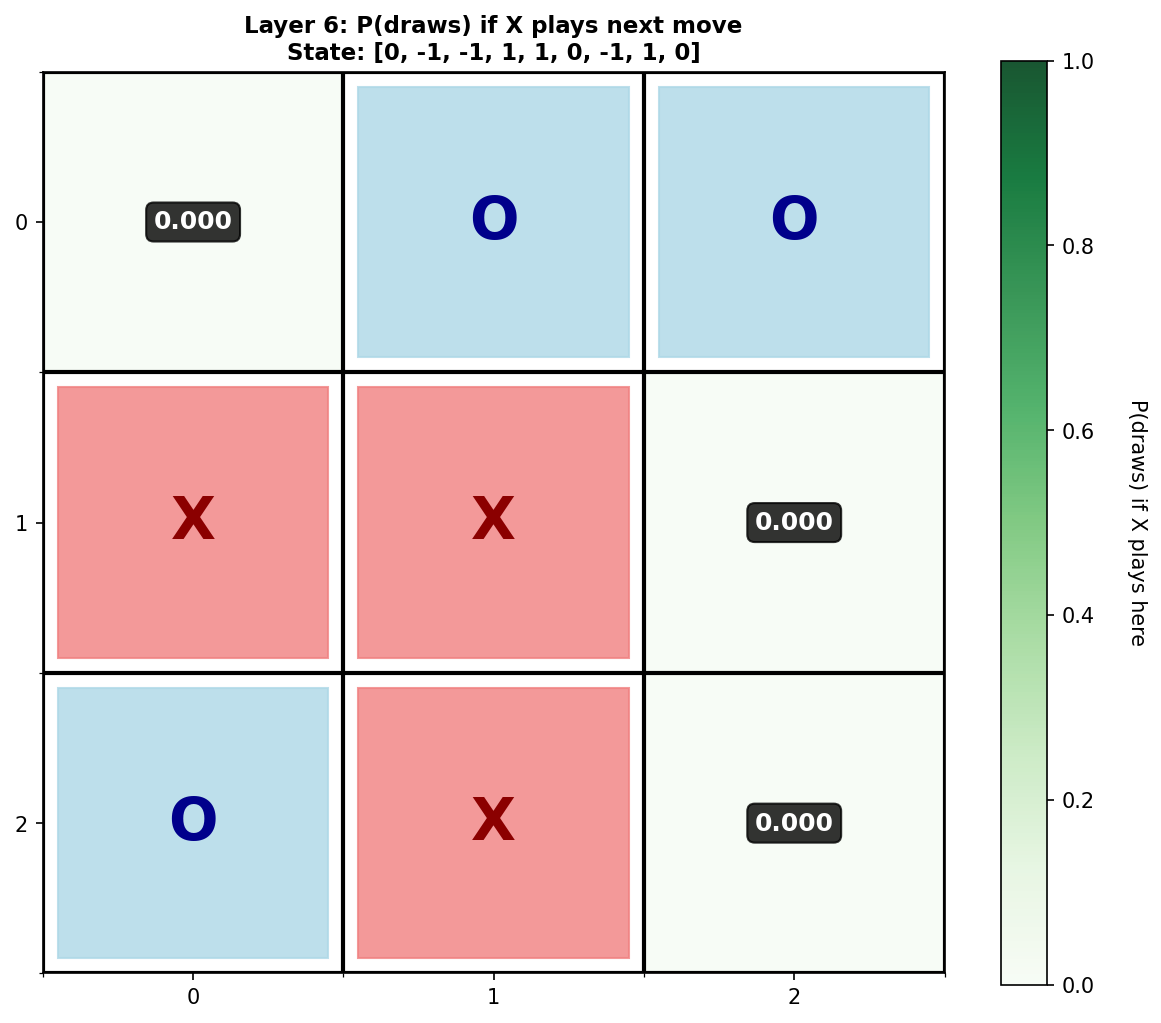 Layer 6: P(draws) if X plays next move
State: [0, -1, -1, 1, 1, 0, -1, 1, 0]
0.000 O O
X X 0.000
O X 0.000
0
1
2
0 1 2
1.0
0.8
0.6
0.4
0.2
0.0
P(draws) if X plays here